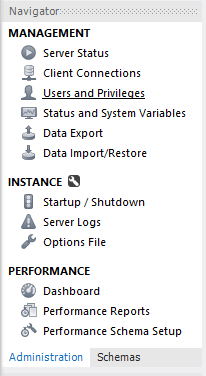 Navigator
MANAGEMENT
Server Status
Client Connections
Users and Privileges
Status and System Variables
Data Export
Data Import/Restore
INSTANCE
Startup / Shutdown
Server Logs
Options File
PERFORMANCE
Dashboard
Performance Reports
Performance Schema Setup
Administration Schemas